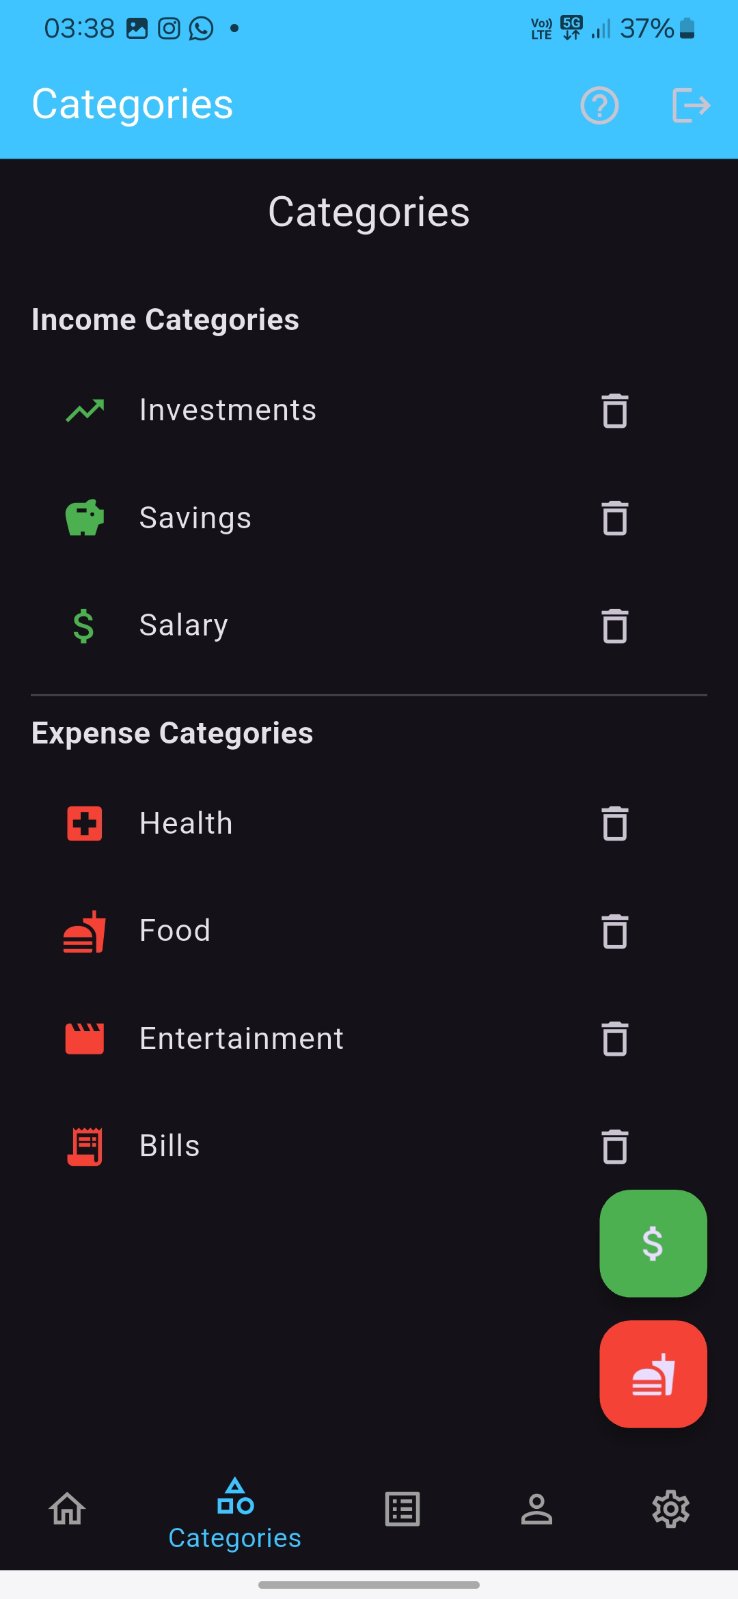 03:38
Vo)) LTE 5G 37%
Categories
Categories
Income Categories
Investments
Savings
Salary
Expense Categories
Health
Food
Entertainment
Bills
$
Categories